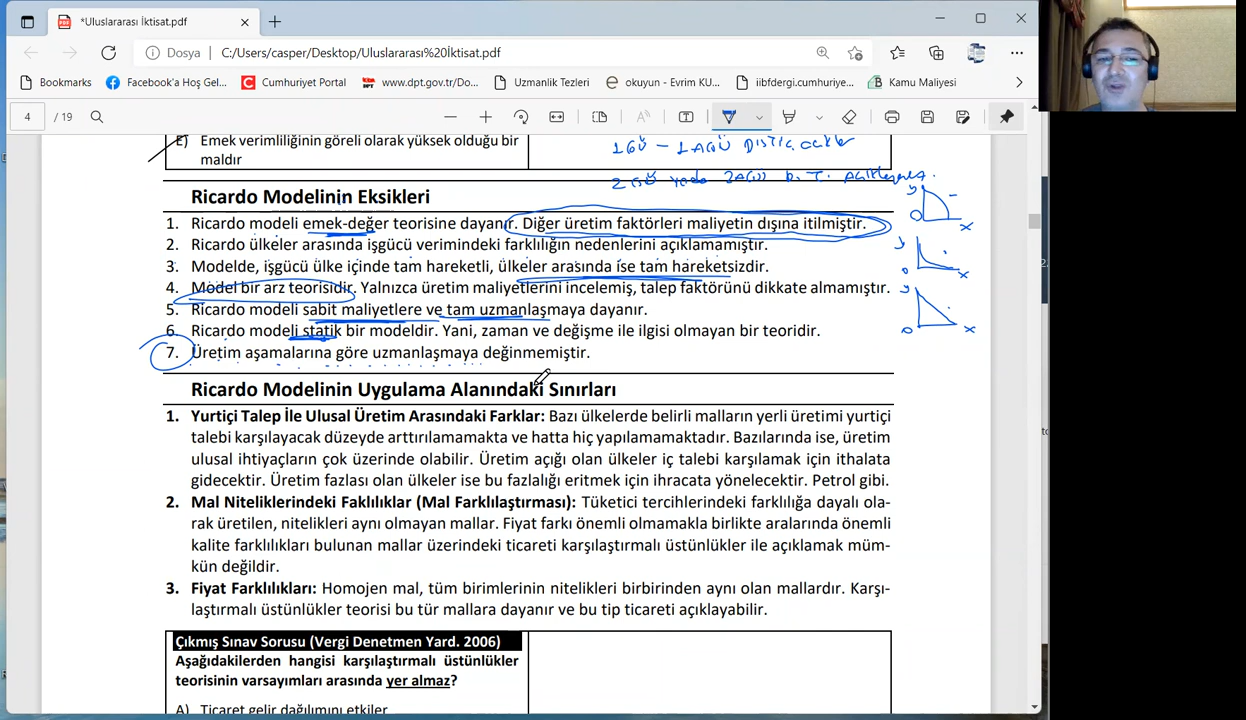 *Uluslararası İktisat.pdf
Dosya C:/Users/casper/Desktop/Uluslararası%20İktisat.pdf
Bookmarks Facebook'a Hoş Gel... Cumhuriyet Portal www.dpt.gov.tr/Do... Uzmanlık Tezleri okuyun - Evrim KU... iibfdergi.cumhuriye... Kamu Maliyesi
4 / 19
E) Emek verimliliğinin göreli olarak yüksek olduğu bir
maldır
Ricardo Modelinin Eksikleri
1. Ricardo modeli emek-değer teorisine dayanır. Diğer üretim faktörleri maliyetin dışına itilmiştir.
2. Ricardo ülkeler arasında işgücü verimindeki farklılığın nedenlerini açıklamamıştır.
3. Modelde, işgücü ülke içinde tam hareketli, ülkeler arasında ise tam hareketsizdir.
4. Model bir arz teorisidir. Yalnızca üretim maliyetlerini incelemiş, talep faktörünü dikkate almamıştır.
5. Ricardo modeli sabit maliyetlere ve tam uzmanlaşmaya dayanır.
6. Ricardo modeli statik bir modeldir. Yani, zaman ve değişme ile ilgisi olmayan bir teoridir.
7. Üretim aşamalarına göre uzmanlaşmaya değinmemiştir.
y
0 x
y
0 x
y
0 x
Ricardo Modelinin Uygulama Alanındaki Sınırları
1. Yurtiçi Talep İle Ulusal Üretim Arasındaki Farklar: Bazı ülkelerde belirli malların yerli üretimi yurtiçi
talebi karşılayacak düzeyde arttırılamamakta ve hatta hiç yapılamamaktadır. Bazılarında ise, üretim
ulusal ihtiyaçların çok üzerinde olabilir. Üretim açığı olan ülkeler iç talebi karşılamak için ithalata
gidecektir. Üretim fazlası olan ülkeler ise bu fazlalığı eritmek için ihracata yönelecektir. Petrol gibi.
2. Mal Niteliklerindeki Faklılıklar (Mal Farklılaştırması): Tüketici tercihlerindeki farklılığa dayalı ola-
rak üretilen, nitelikleri aynı olmayan mallar. Fiyat farkı önemli olmamakla birlikte aralarında önemli
kalite farklılıkları bulunan mallar üzerindeki ticareti karşılaştırmalı üstünlükler ile açıklamak müm-
kün değildir.
3. Fiyat Farklılıkları: Homojen mal, tüm birimlerinin nitelikleri birbirinden aynı olan mallardır. Karşı-
laştırmalı üstünlükler teorisi bu tür mallara dayanır ve bu tip ticareti açıklayabilir.
Çıkmış Sınav Sorusu (Vergi Denetmen Yard. 2006)
Aşağıdakilerden hangisi karşılaştırmalı üstünlükler
teorisinin varsayımları arasında yer almaz?
A) Ticaret gelir dağılımını etkiler